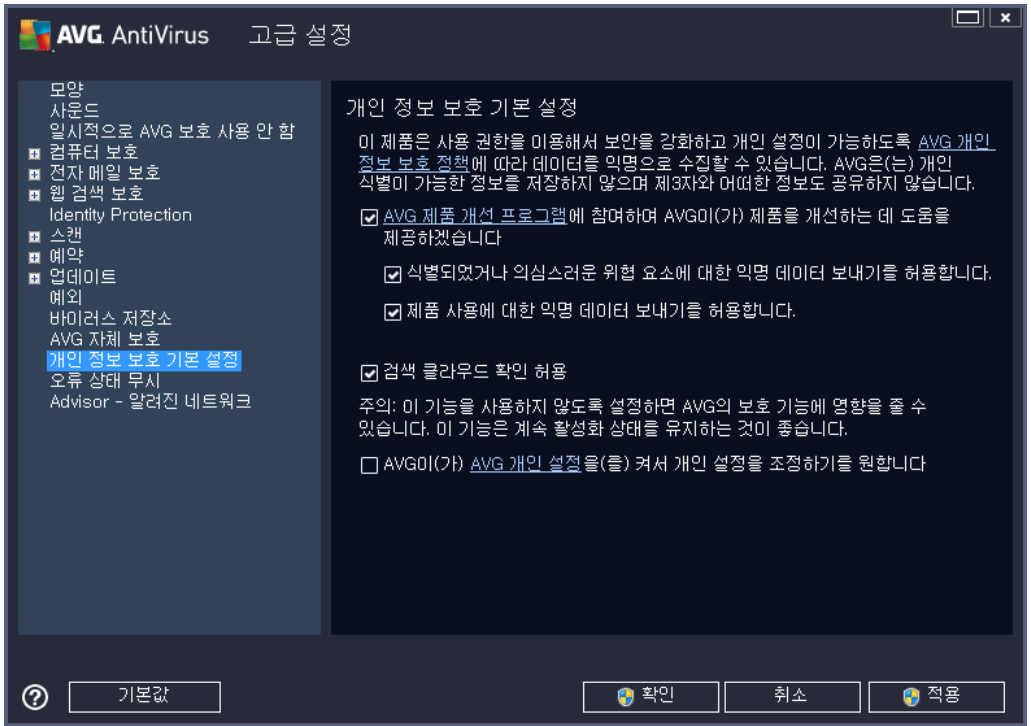 AVG. AntiVirus 고급 설정
모양
사운드
일시적으로 AVG 보호 사용 안 함
컴퓨터 보호
전자 메일 보호
웹 검색 보호
Identity Protection
스캔
예약
업데이트
예외
바이러스 저장소
AVG 자체 보호
개인 정보 보호 기본 설정
오류 상태 무시
Advisor - 알려진 네트워크
개인 정보 보호 기본 설정
이 제품은 사용 권한을 이용해서 보안을 강화하고 개인 설정이 가능하도록 AVG 개인
정보 보호 정책에 따라 데이터를 익명으로 수집할 수 있습니다. AVG은(는) 개인
식별이 가능한 정보를 저장하지 않으며 제3자와 어떠한 정보도 공유하지 않습니다.
AVG 제품 개선 프로그램에 참여하여 AVG이(가) 제품을 개선하는 데 도움을
제공하겠습니다
식별되었거나 의심스러운 위협 요소에 대한 익명 데이터 보내기를 허용합니다.
제품 사용에 대한 익명 데이터 보내기를 허용합니다.
검색 클라우드 확인 허용
주의: 이 기능을 사용하지 않도록 설정하면 AVG의 보호 기능에 영향을 줄 수
있습니다. 이 기능은 계속 활성화 상태를 유지하는 것이 좋습니다.
AVG이(가) AVG 개인 설정을(를) 켜서 개인 설정을 조정하기를 원합니다
기본값
확인
취소
적용